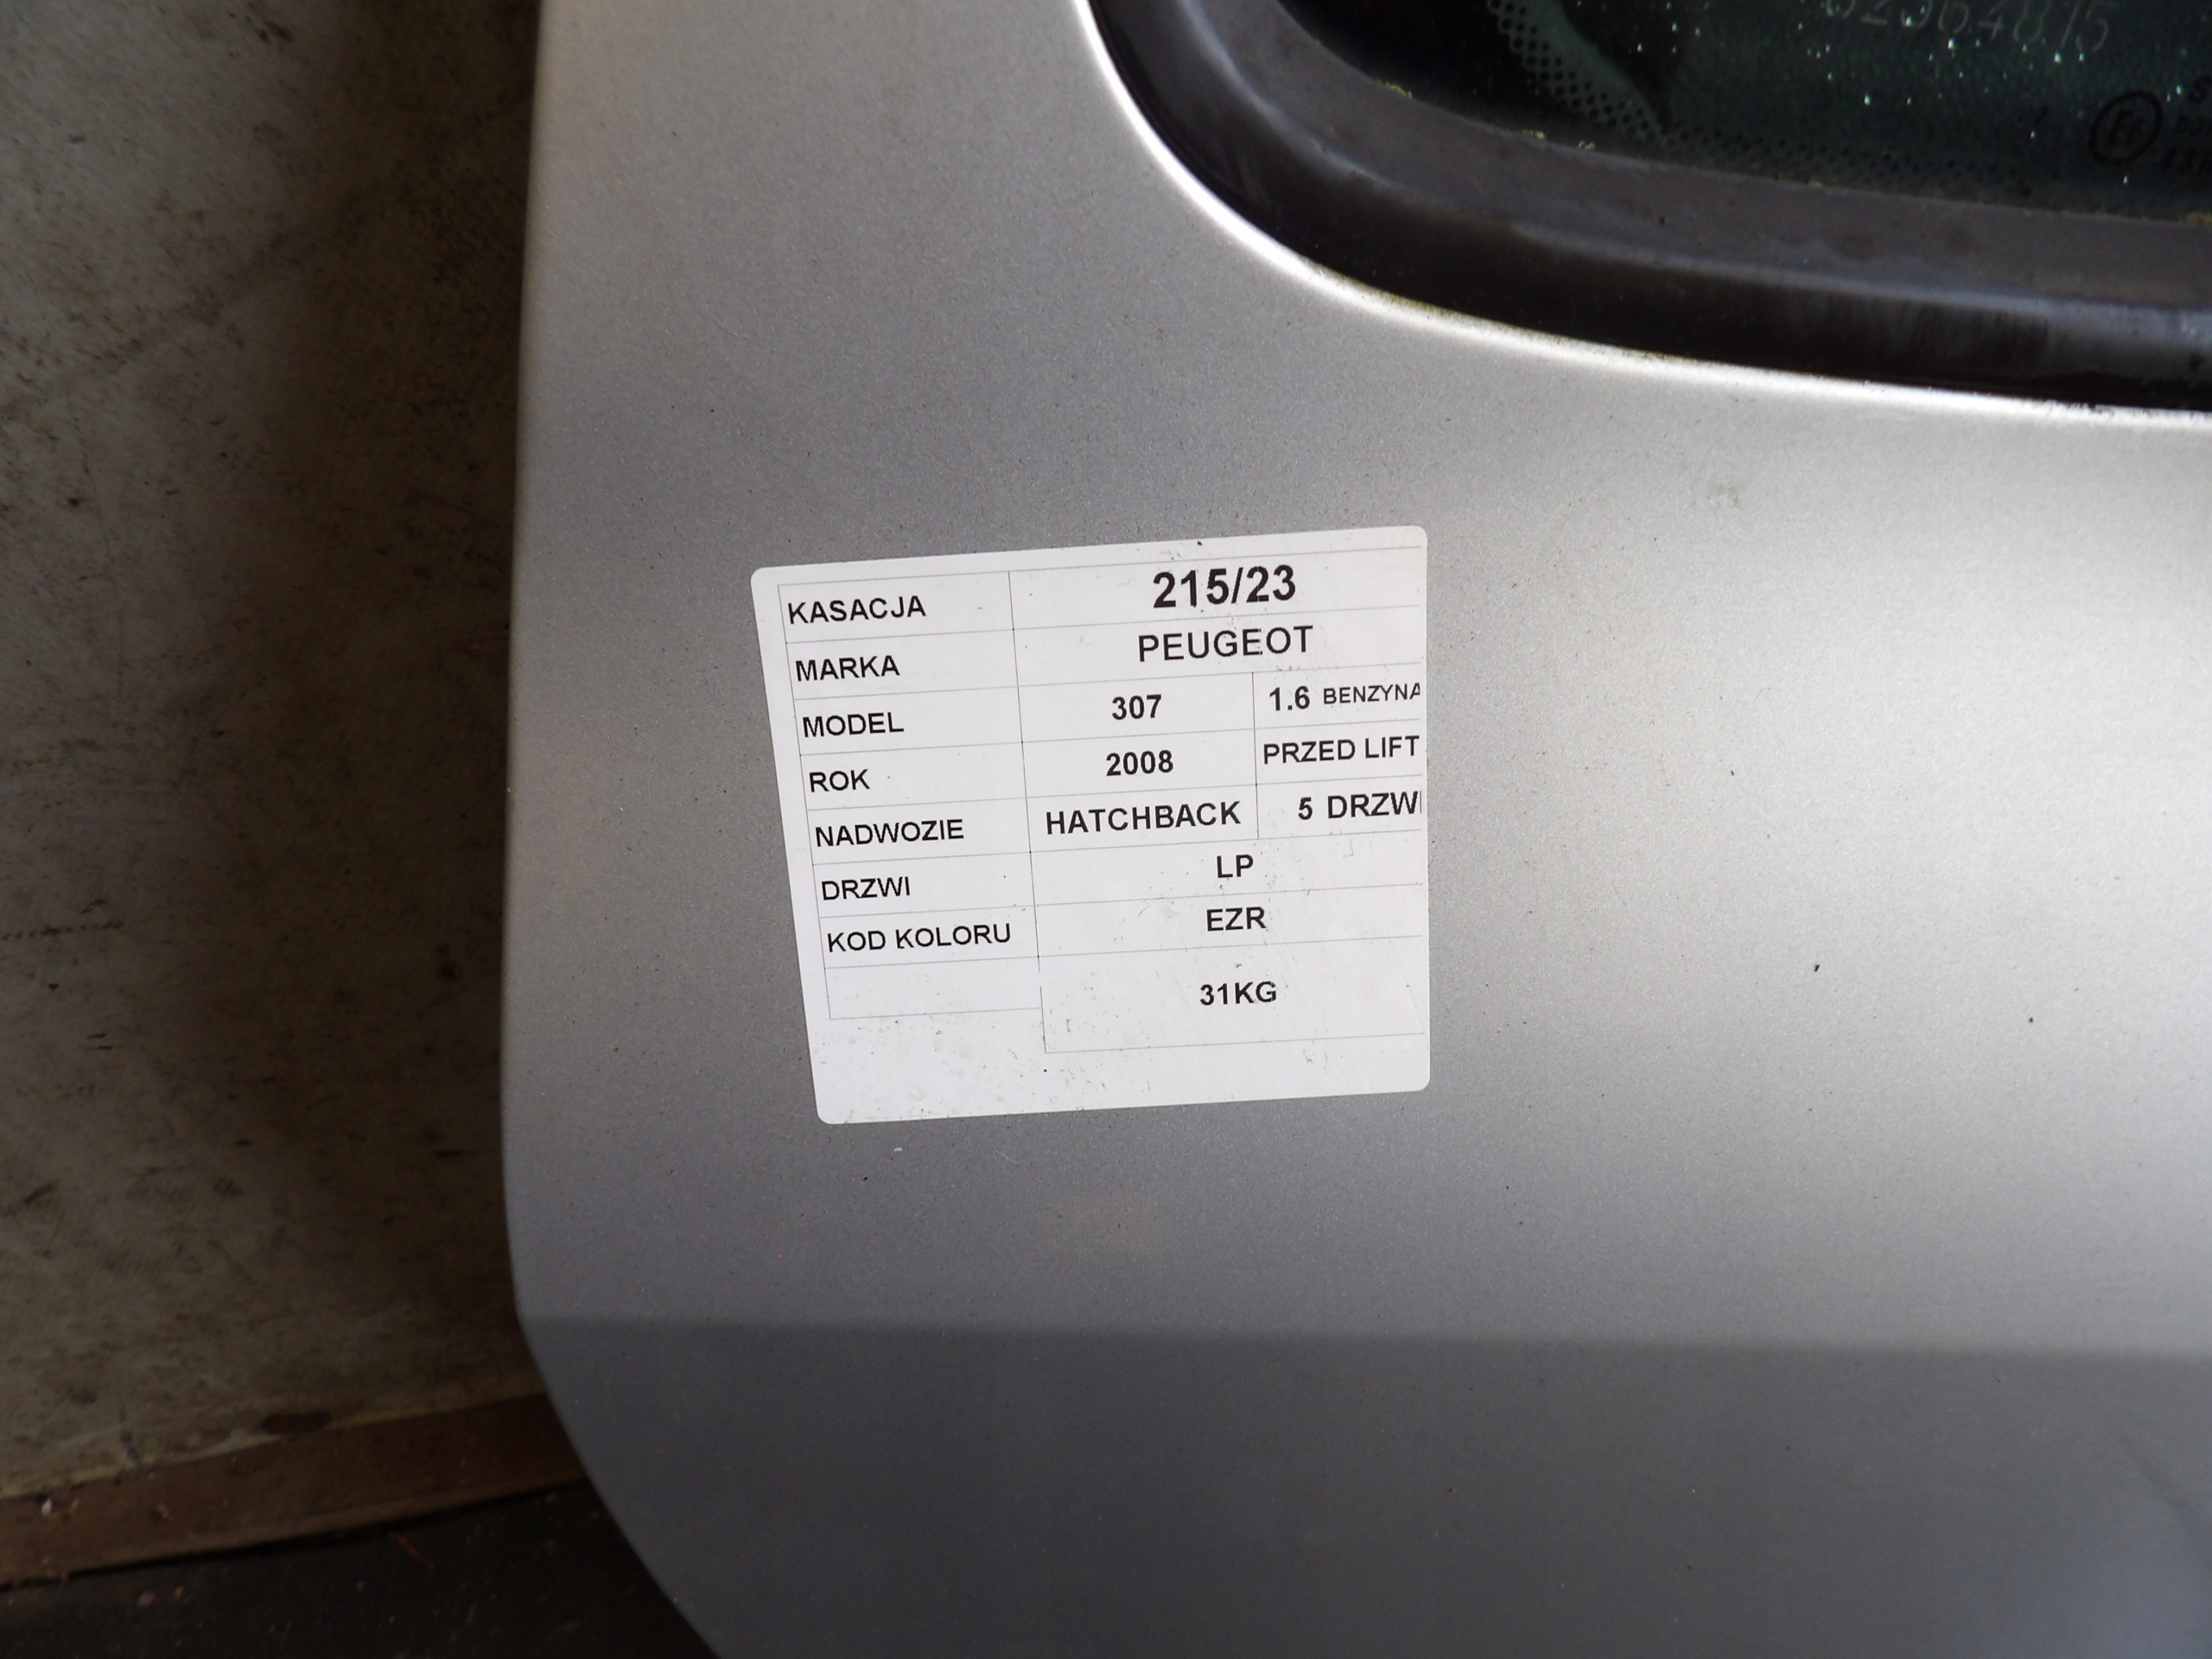 KASACJA 215/23
MARKA PEUGEOT
MODEL 307 1.6 BENZYNA
ROK 2008 PRZED LIFT
NADWOZIE HATCHBACK 5 DRZWI
DRZWI LP
KOD KOLORU EZR
31KG